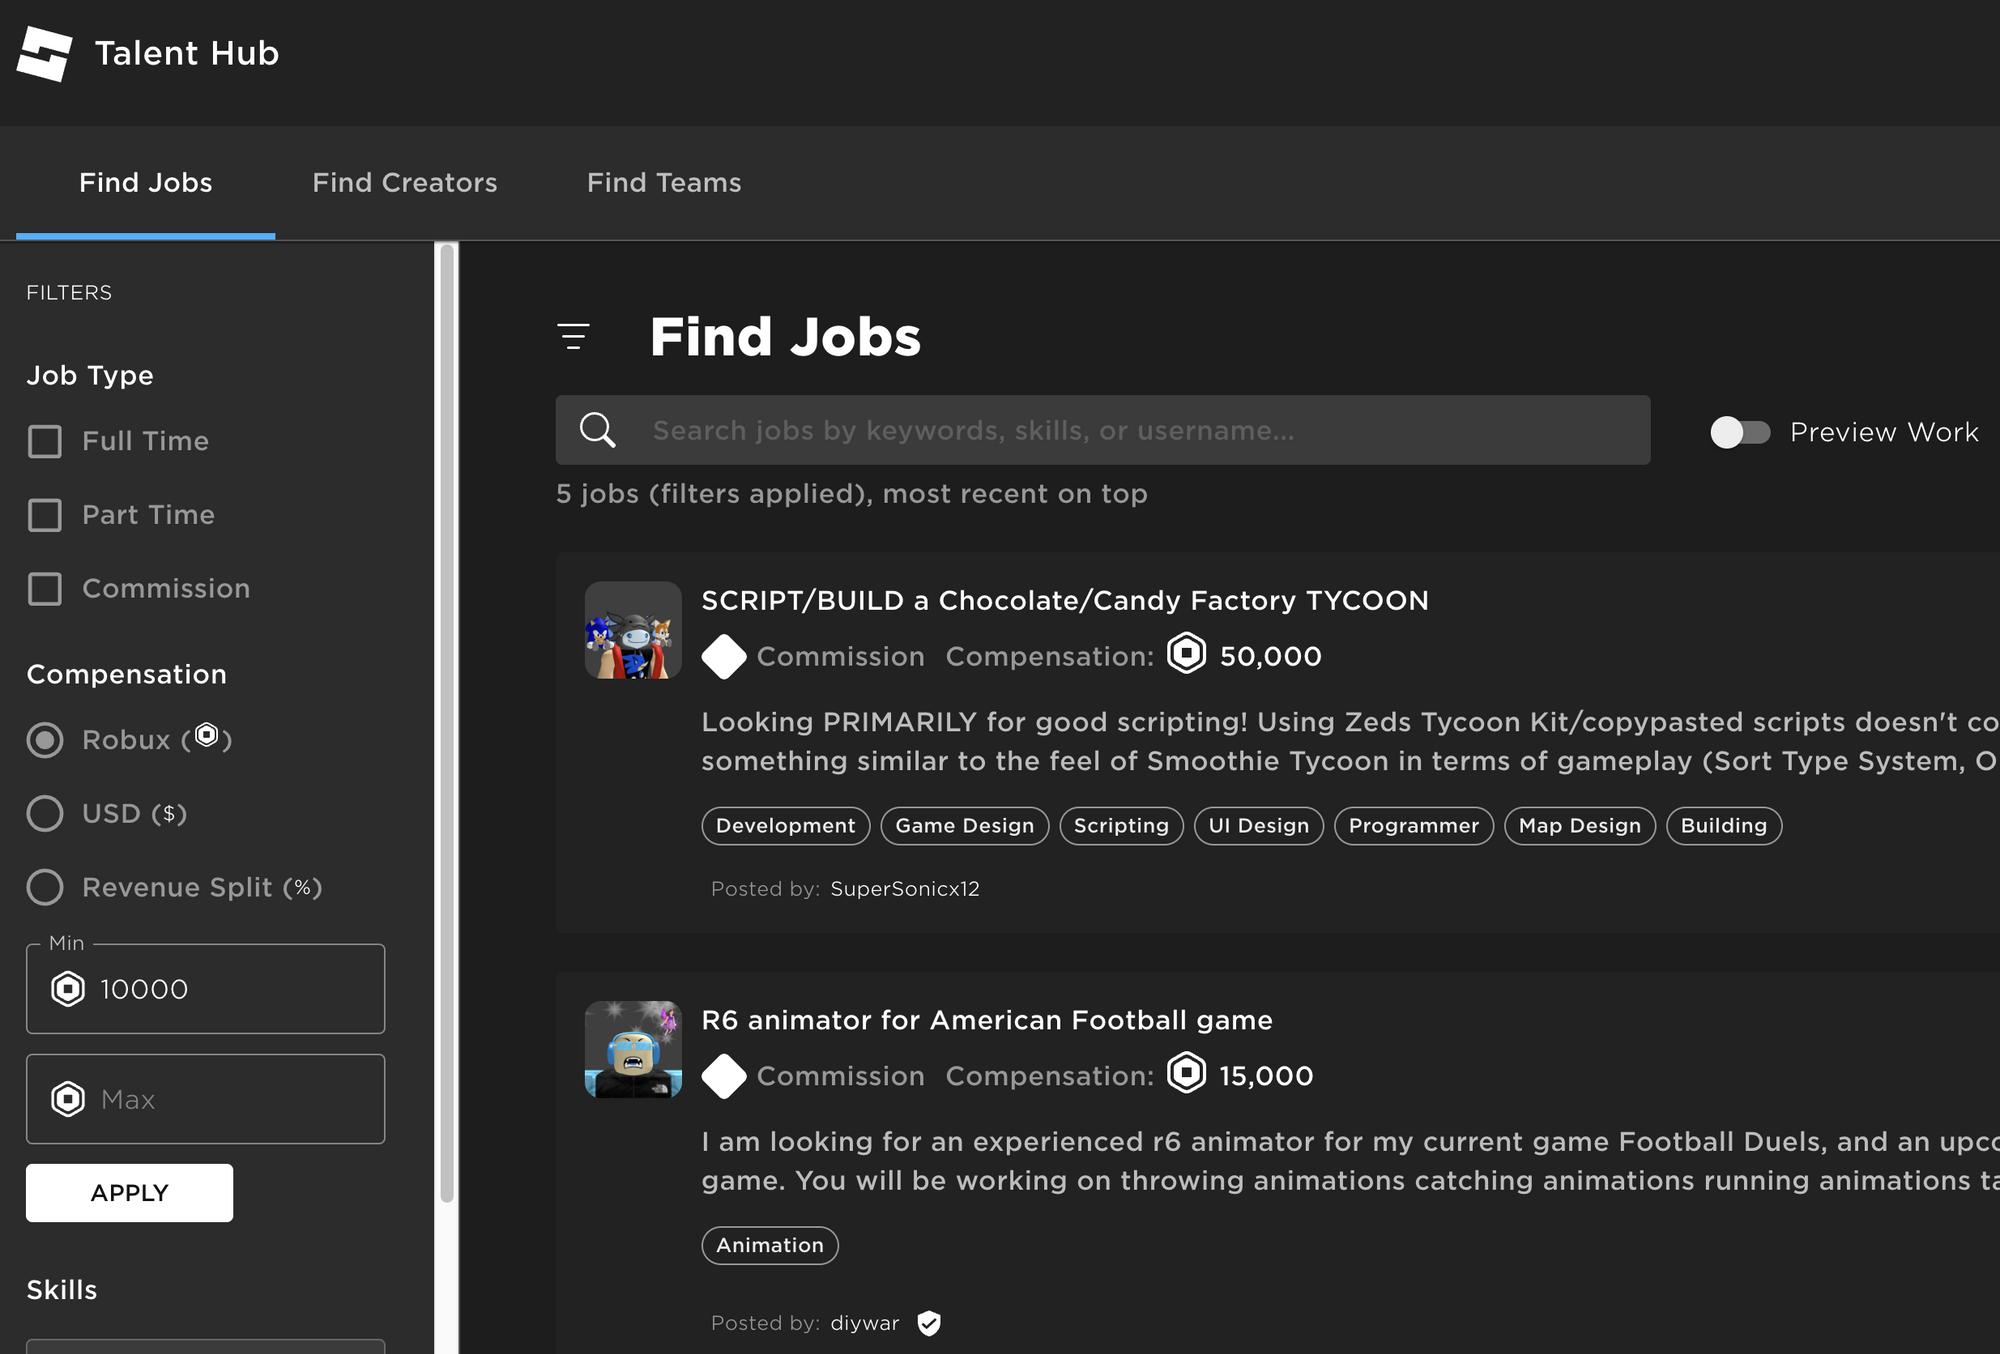 Talent Hub
Find Jobs
Find Creators
Find Teams
FILTERS
Job Type
Full Time
Part Time
Commission
Compensation
Robux ( )
USD ($)
Revenue Split (%)
Min
10000
Max
APPLY
Skills
Find Jobs
Search jobs by keywords, skills, or username...
Preview Work
5 jobs (filters applied), most recent on top
SCRIPT/BUILD a Chocolate/Candy Factory TYCOON
Commission Compensation: 50,000
Looking PRIMARILY for good scripting! Using Zeds Tycoon Kit/copypasted scripts doesn't co
something similar to the feel of Smoothie Tycoon in terms of gameplay (Sort Type System, O
Development Game Design Scripting UI Design Programmer Map Design Building
Posted by: SuperSonicx12
R6 animator for American Football game
Commission Compensation: 15,000
I am looking for an experienced r6 animator for my current game Football Duels, and an upco
game. You will be working on throwing animations catching animations running animations ta
Animation
Posted by: diywar